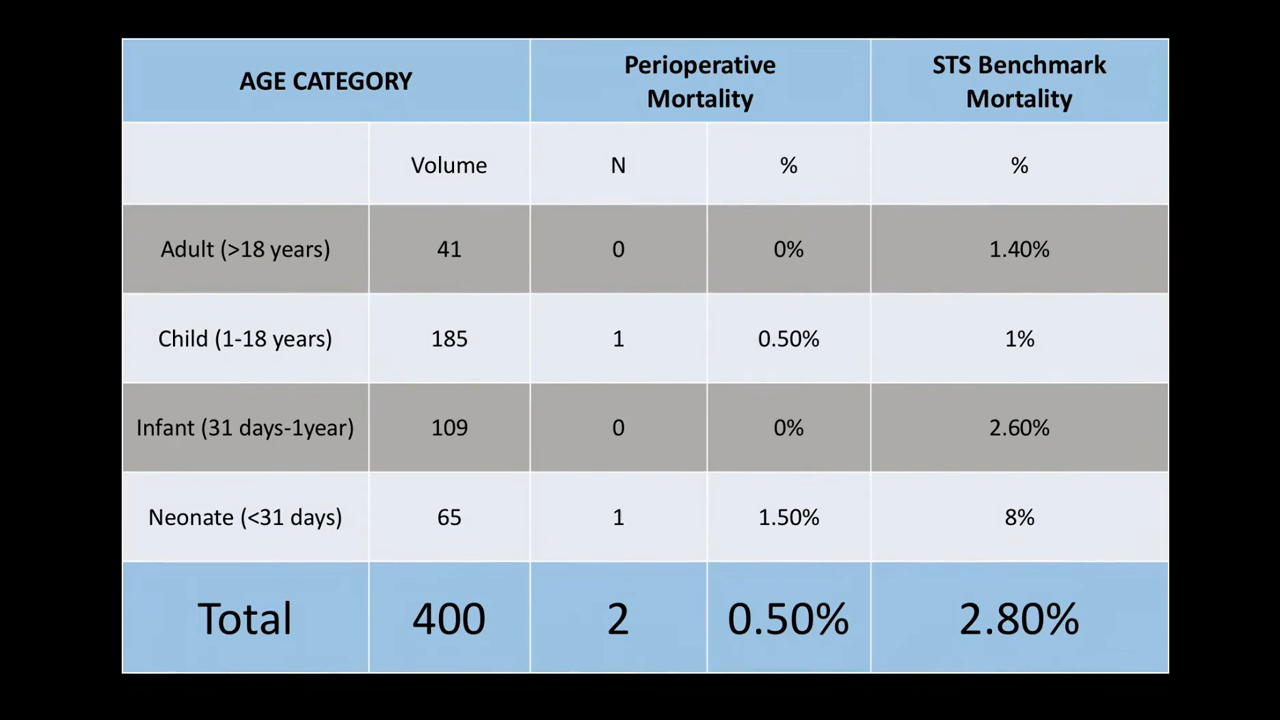 AGE CATEGORY
Perioperative
Mortality
STS Benchmark
Mortality
Volume N % %
Adult (>18 years) 41 0 0% 1.40%
Child (1-18 years) 185 1 0.50% 1%
Infant (31 days-1year) 109 0 0% 2.60%
Neonate (<31 days) 65 1 1.50% 8%
Total 400 2 0.50% 2.80%